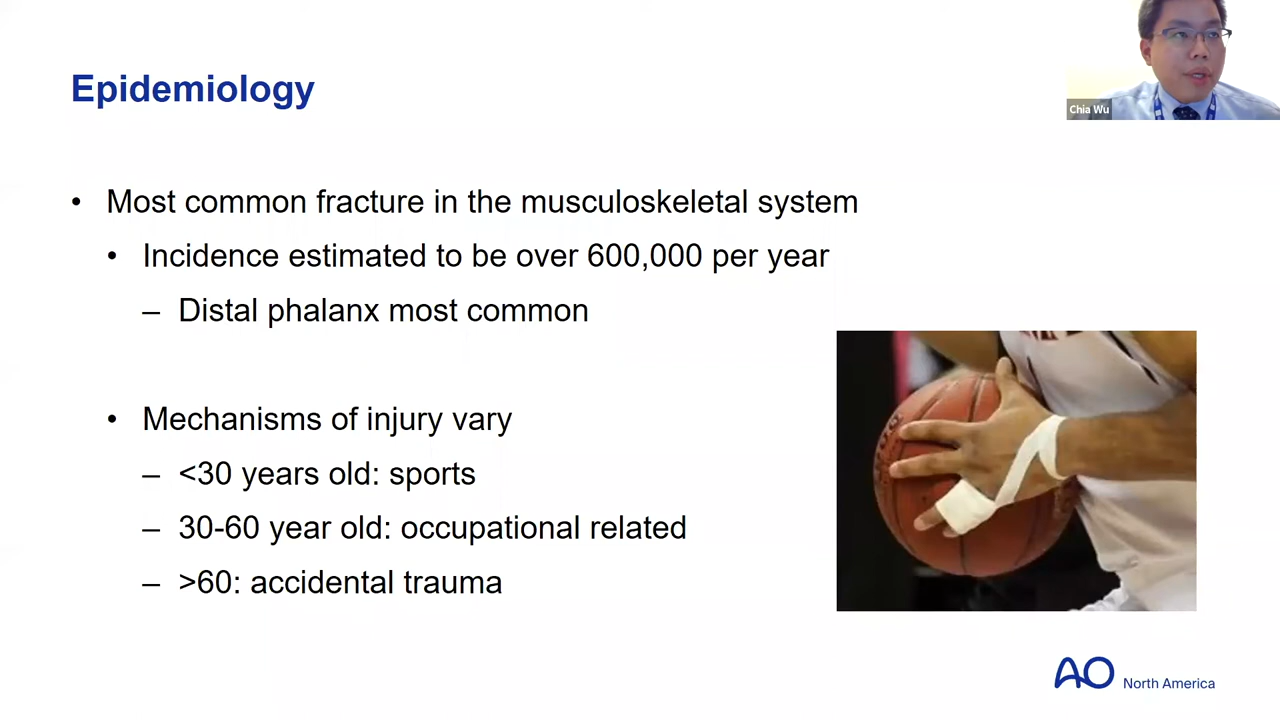 Epidemiology
Chia Wu
• Most common fracture in the musculoskeletal system
• Incidence estimated to be over 600,000 per year
– Distal phalanx most common
• Mechanisms of injury vary
– <30 years old: sports
– 30-60 year old: occupational related
– >60: accidental trauma
AO North America